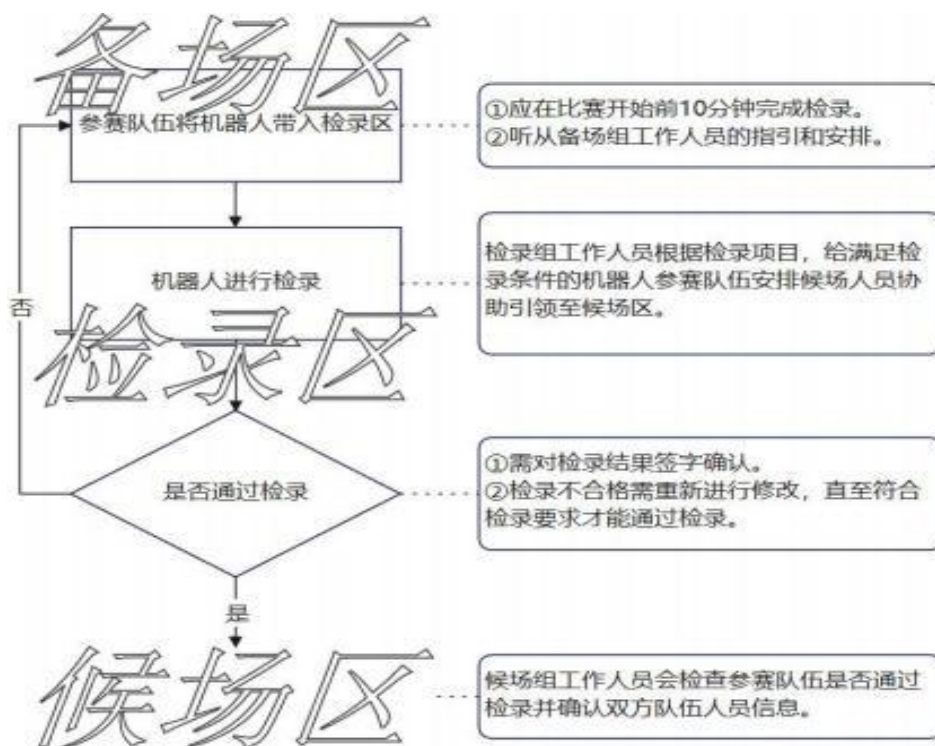 备场区
参赛队伍将机器人带入检录区
①应在比赛开始前10分钟完成检录。
②听从备场组工作人员的指引和安排。
机器人进行检录
检录组工作人员根据检录项目，给满足检
录条件的机器人参赛队伍安排候场人员协
助引领至候场区。
否
检录区
是否通过检录
①需对检录结果签字确认。
②检录不合格需重新进行修改，直至符合
检录要求才能通过检录。
是
候场区
候场组工作人员会检查参赛队伍是否通过
检录并确认双方队伍人员信息。